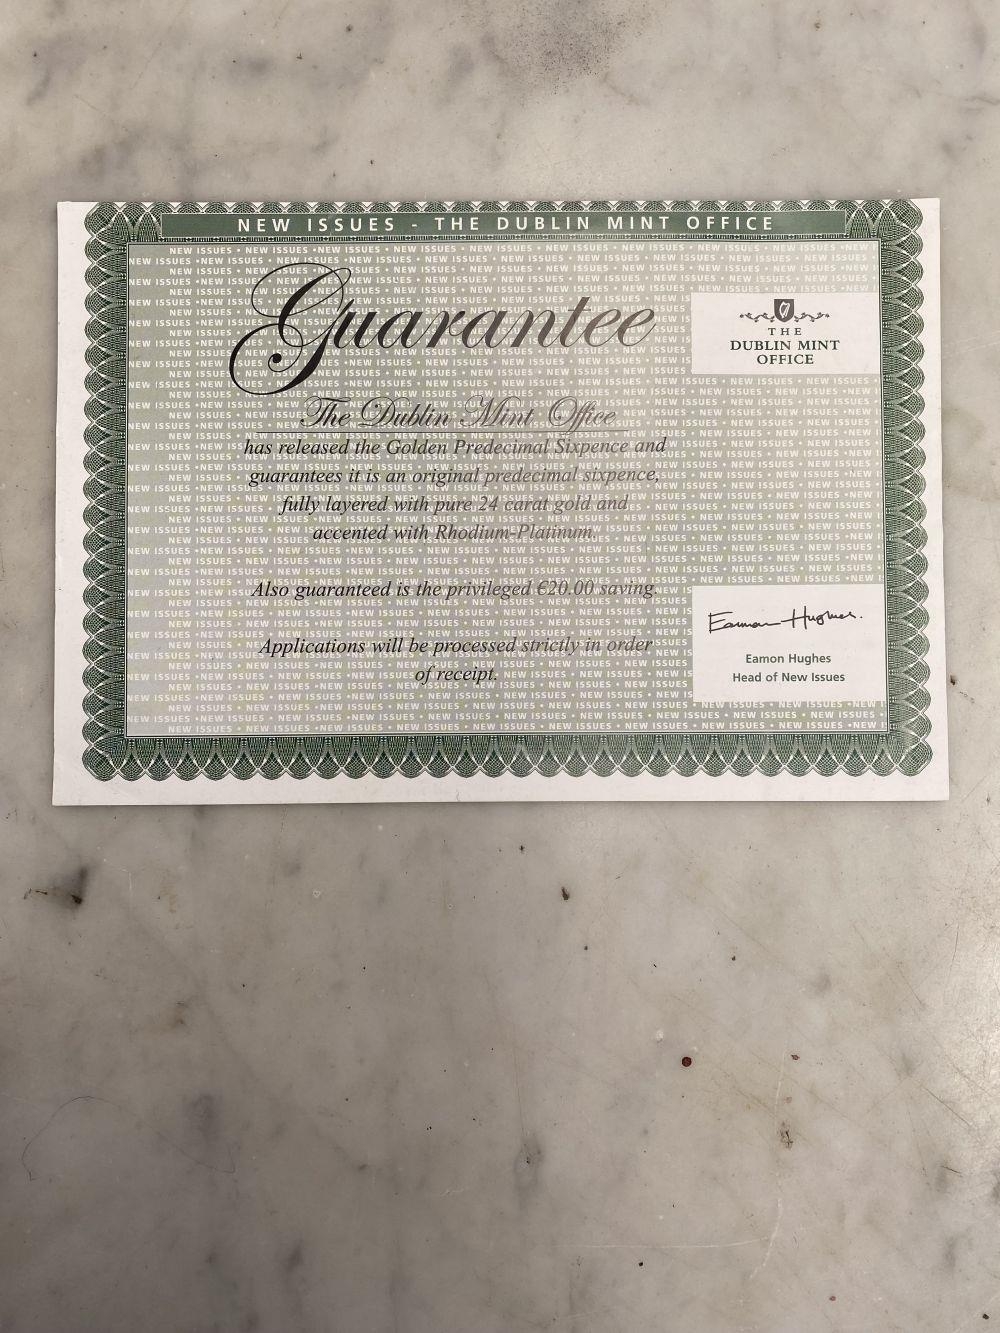 NEW ISSUES - THE DUBLIN MINT OFFICE
Guarantee
THE
DUBLIN MINT
OFFICE
The Dublin Mint Office
has released the Golden Predecimal Sixpence and
guarantees it is an original predecimal sixpence,
fully layered with pure 24 carat gold and
accented with Rhodium-Platinum.
Also guaranteed is the privileged €20.00 saving.
Applications will be processed strictly in order
of receipt.
Eamon Hughes.
Eamon Hughes
Head of New Issues